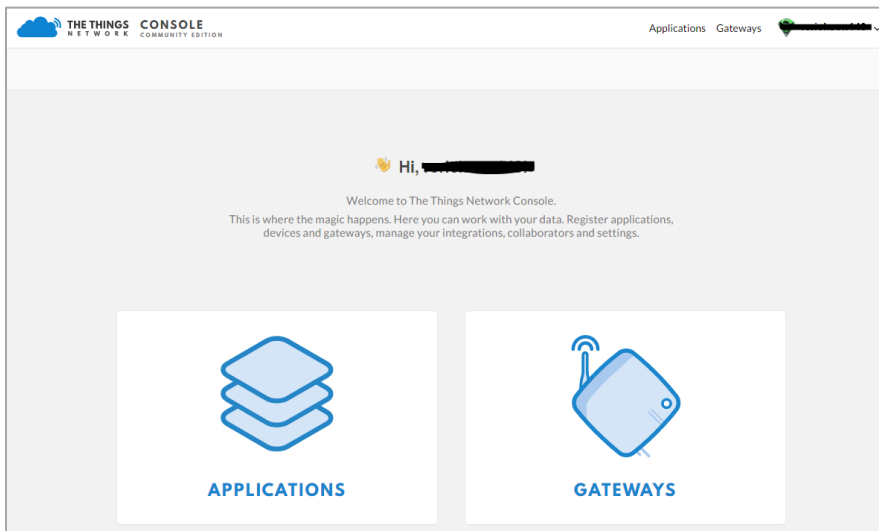 THE THINGS CONSOLE
NETWORK COMMUNITY EDITION
Applications Gateways
Hi,
Welcome to The Things Network Console.
This is where the magic happens. Here you can work with your data. Register applications,
devices and gateways, manage your integrations, collaborators and settings.
APPLICATIONS
GATEWAYS